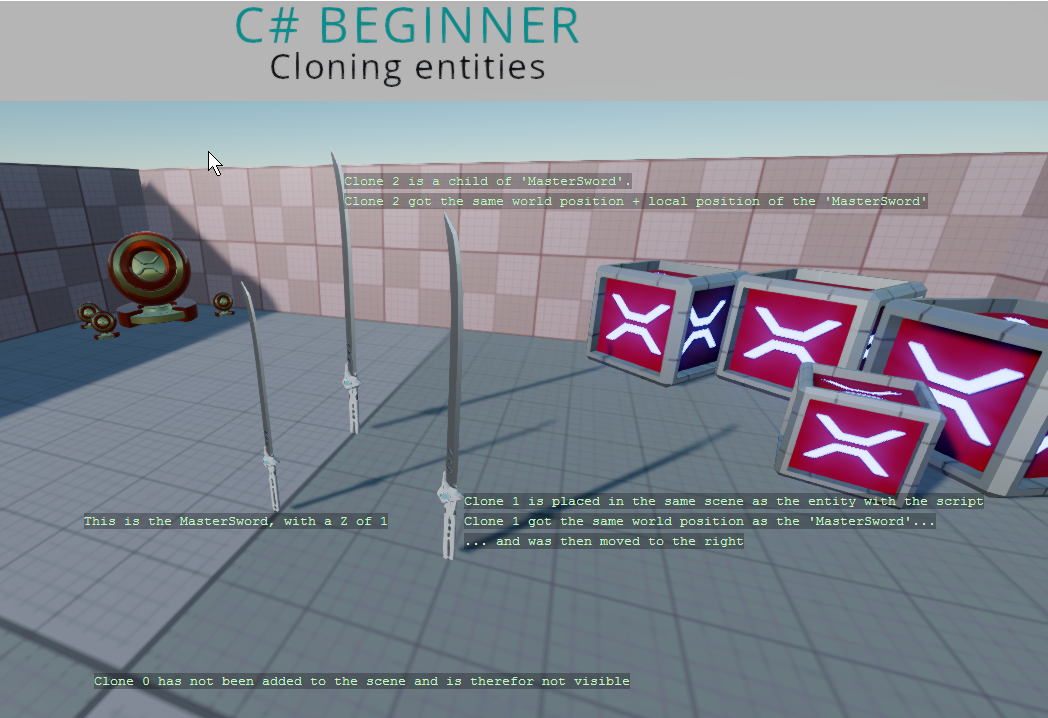 C# BEGINNER
Cloning entities
Clone 2 is a child of 'MasterSword'.
Clone 2 got the same world position + local position of the 'MasterSword'
Clone 1 is placed in the same scene as the entity with the script
This is the MasterSword, with a Z of 1
Clone 1 got the same world position as the 'MasterSword'...
... and was then moved to the right
Clone 0 has not been added to the scene and is therefor not visible